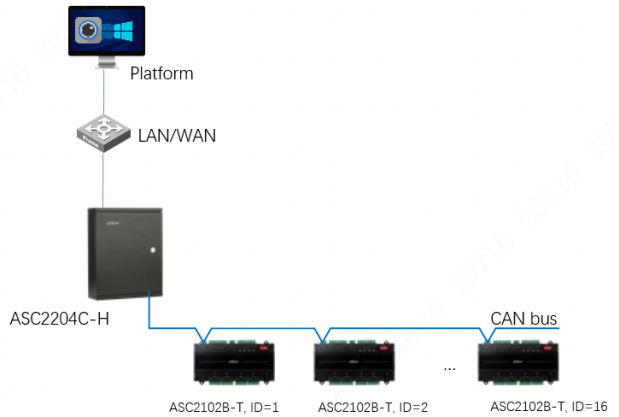 Platform
LAN/WAN
ASC2204C-H
CAN bus
...
ASC2102B-T, ID=1
ASC2102B-T, ID=2
ASC2102B-T, ID=16